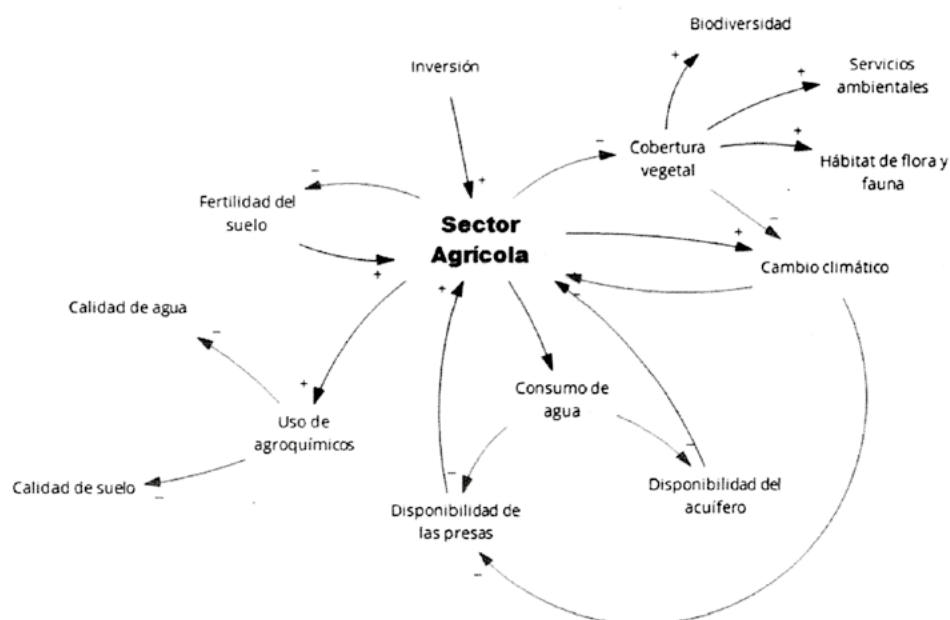 Biodiversidad
Inversión
Servicios
ambientales
Cobertura
vegetal
Hábitat de flora y
fauna
Fertilidad del
suelo
Sector
Agrícola
Cambio climático
Calidad de agua
Consumo de
agua
Uso de
agroquímicos
Calidad de suelo
Disponibilidad de
las presas
Disponibilidad del
acuífero
+
+
+
+
+
+
+
+
+
−
−
−
−
−
−
−
−
−